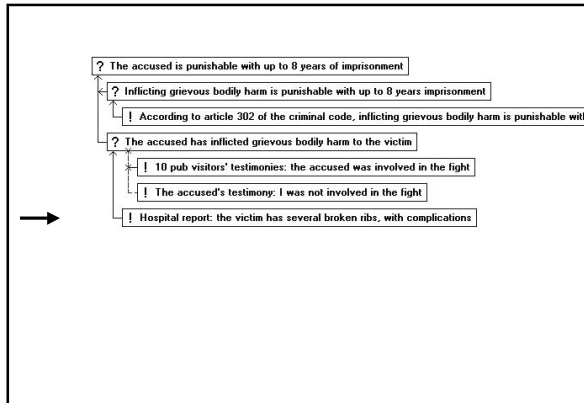 ? The accused is punishable with up to 8 years of imprisonment
? Inflicting grievous bodily harm is punishable with up to 8 years imprisonment
! According to article 302 of the criminal code, inflicting grievous bodily harm is punishable with
? The accused has inflicted grievous bodily harm to the victim
! 10 pub visitors' testimonies: the accused was involved in the fight
! The accused's testimony: I was not involved in the fight
! Hospital report: the victim has several broken ribs, with complications